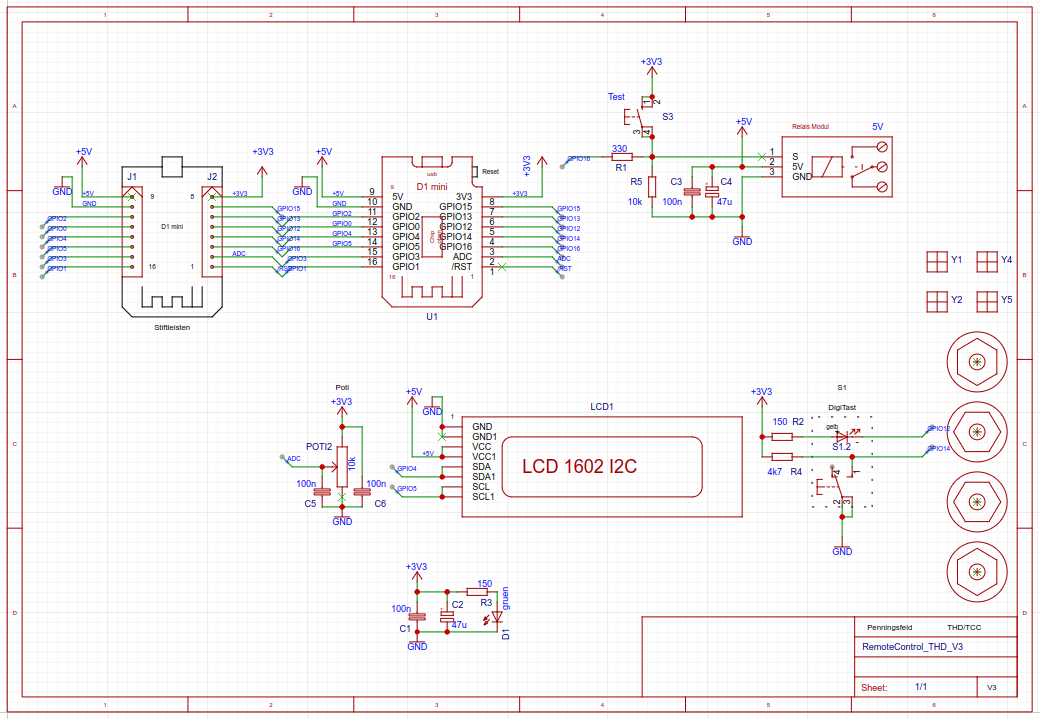 1 2 3 4 5 6
A A
B B
C C
D D
+3V3
Test
1 2
S3
3 4
GPIO16
330
R1
R5
10k
C3
100n
C4
47u
GND
+5V
Relais Modul
5V
1 S
2 5V
3 GND
+5V
GND
+5V
GND
GPIO2
GPIO0
GPIO4
GPIO5
GPIO3
GPIO1
J1
J2
9 5
D1 mini
16 1
Stiftleisten
+3V3
+3V3
GPIO15
GPIO13
GPIO12
GPIO14
GPIO16
ADC
GPIO3
GPIO1
+5V
GND
+5V
GND
GPIO2
GPIO0
GPIO4
GPIO5
usb
Reset
9
D1 mini
9 5V 3V3 8
10 GND GPIO15 7
11 GPIO2 GPIO13 6
12 GPIO0 GPIO12 5
13 GPIO4 GPIO14 4
14 GPIO5 GPIO16 3
15 GPIO3 ADC 2
16 GPIO1 /RST 1
16 1
U1
+3V3
+3V3
GPIO15
GPIO13
GPIO12
GPIO14
GPIO16
ADC
RST
Y1 Y4
Y2 Y5
Poti
+3V3
POTI2
10k
ADC
100n
C5
100n
C6
GND
+5V
GND
+5V
GPIO4
GPIO5
LCD1
1
GND
GND1
VCC
VCC1
SDA
SDA1
SCL
SCL1
LCD 1602 I2C
+3V3
S1
DigiTast
150 R2
gelb
S1.2
4k7 R4
GPIO12
GPIO14
4 1
2 3
GND
+3V3
100n
C1
C2
47u
150
R3
gruen
D1
GND
Penningsfeld THD/TCC
RemoteControl_THD_V3
Sheet: 1/1 V3